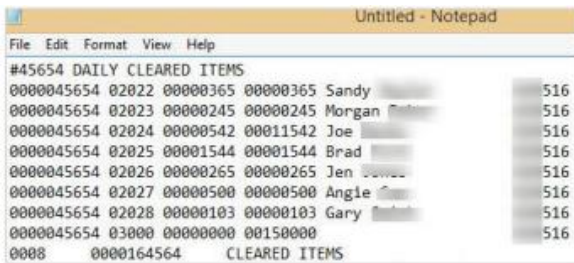 Untitled - Notepad
File Edit Format View Help
#45654 DAILY CLEARED ITEMS
0000045654 02022 00000365 00000365 Sandy 516
0000045654 02023 00000245 00000245 Morgan 516
0000045654 02024 00000542 00011542 Joe 516
0000045654 02025 00001544 00001544 Brad 516
0000045654 02026 00000265 00000265 Jen 516
0000045654 02027 00000500 00000500 Angie 516
0000045654 02028 00000103 00000103 Gary 516
0000045654 03000 00000000 00150000 516
0008 0000164564 CLEARED ITEMS